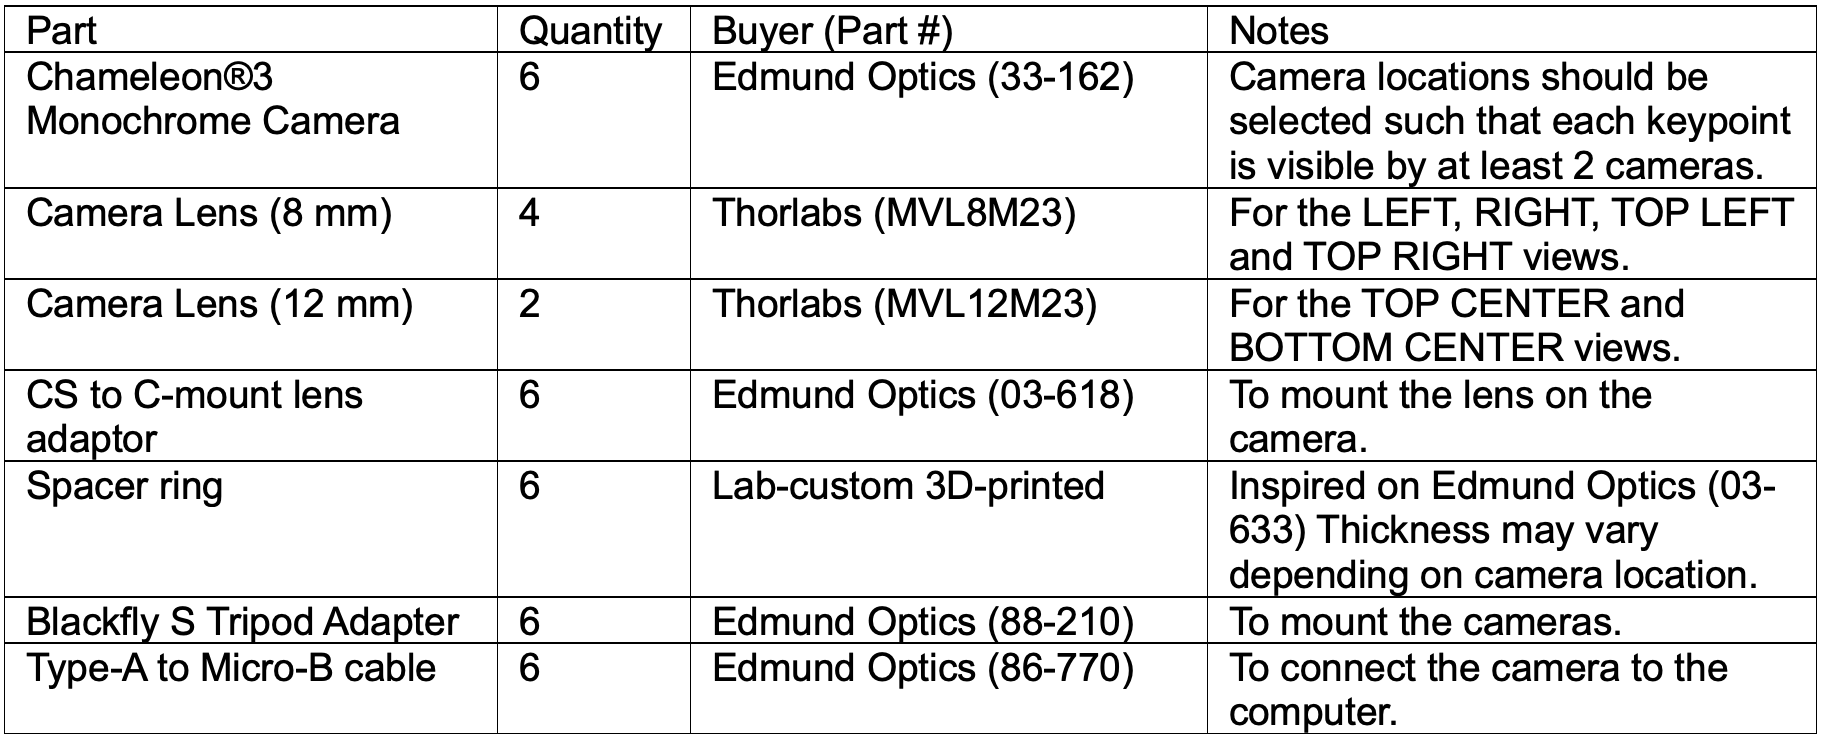 Part Quantity Buyer (Part #) Notes
Chameleon®3 6 Edmund Optics (33-162) Camera locations should be
Monochrome Camera selected such that each keypoint
is visible by at least 2 cameras.
Camera Lens (8 mm) 4 Thorlabs (MVL8M23) For the LEFT, RIGHT, TOP LEFT
and TOP RIGHT views.
Camera Lens (12 mm) 2 Thorlabs (MVL12M23) For the TOP CENTER and
BOTTOM CENTER views.
CS to C-mount lens 6 Edmund Optics (03-618) To mount the lens on the
adaptor camera.
Spacer ring 6 Lab-custom 3D-printed Inspired on Edmund Optics (03-
633) Thickness may vary
depending on camera location.
Blackfly S Tripod Adapter 6 Edmund Optics (88-210) To mount the cameras.
Type-A to Micro-B cable 6 Edmund Optics (86-770) To connect the camera to the
computer.